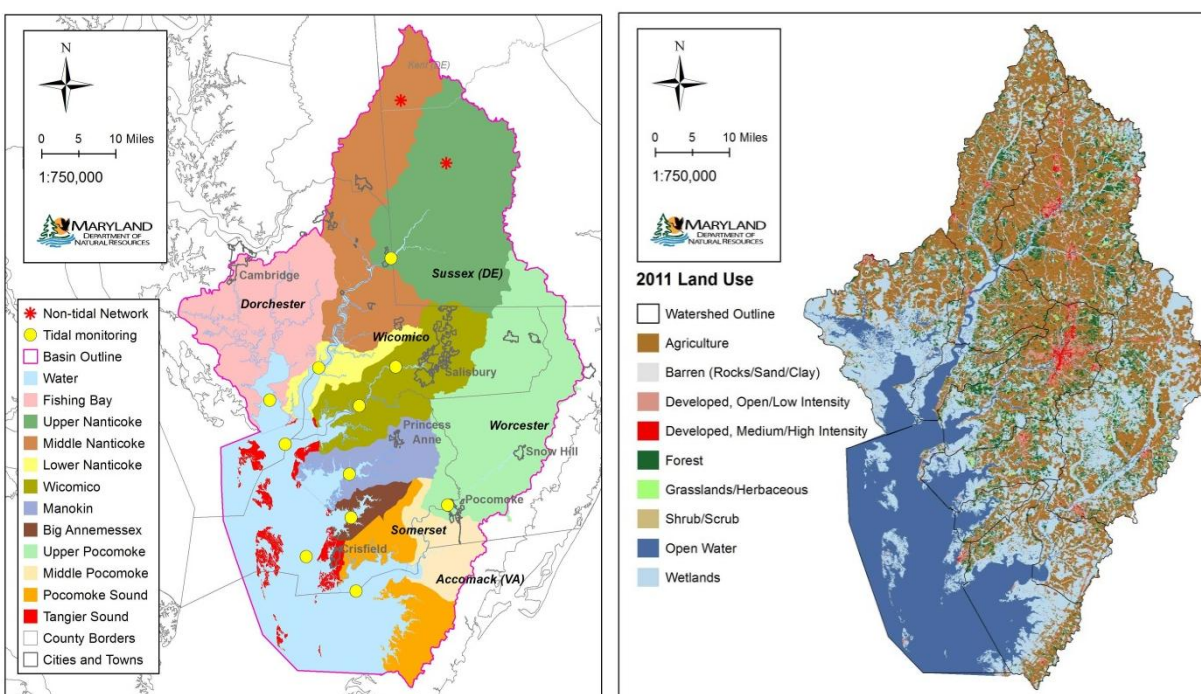 N
0 5 10 Miles
1:750,000
MARYLAND
DEPARTMENT OF
NATURAL RESOURCES
Non-tidal Network
Tidal monitoring
Basin Outline
Water
Fishing Bay
Upper Nanticoke
Middle Nanticoke
Lower Nanticoke
Wicomico
Manokin
Big Annemessex
Upper Pocomoke
Middle Pocomoke
Pocomoke Sound
Tangier Sound
County Borders
Cities and Towns
Kent (DE)
Cambridge
Dorchester
Sussex (DE)
Wicomico
Salisbury
Princess
Anne
Worcester
Snow Hill
Pocomoke
Somerset
Crisfield
Accomack (VA)
N
0 5 10 Miles
1:750,000
MARYLAND
DEPARTMENT OF
NATURAL RESOURCES
2011 Land Use
Watershed Outline
Agriculture
Barren (Rocks/Sand/Clay)
Developed, Open/Low Intensity
Developed, Medium/High Intensity
Forest
Grasslands/Herbaceous
Shrub/Scrub
Open Water
Wetlands